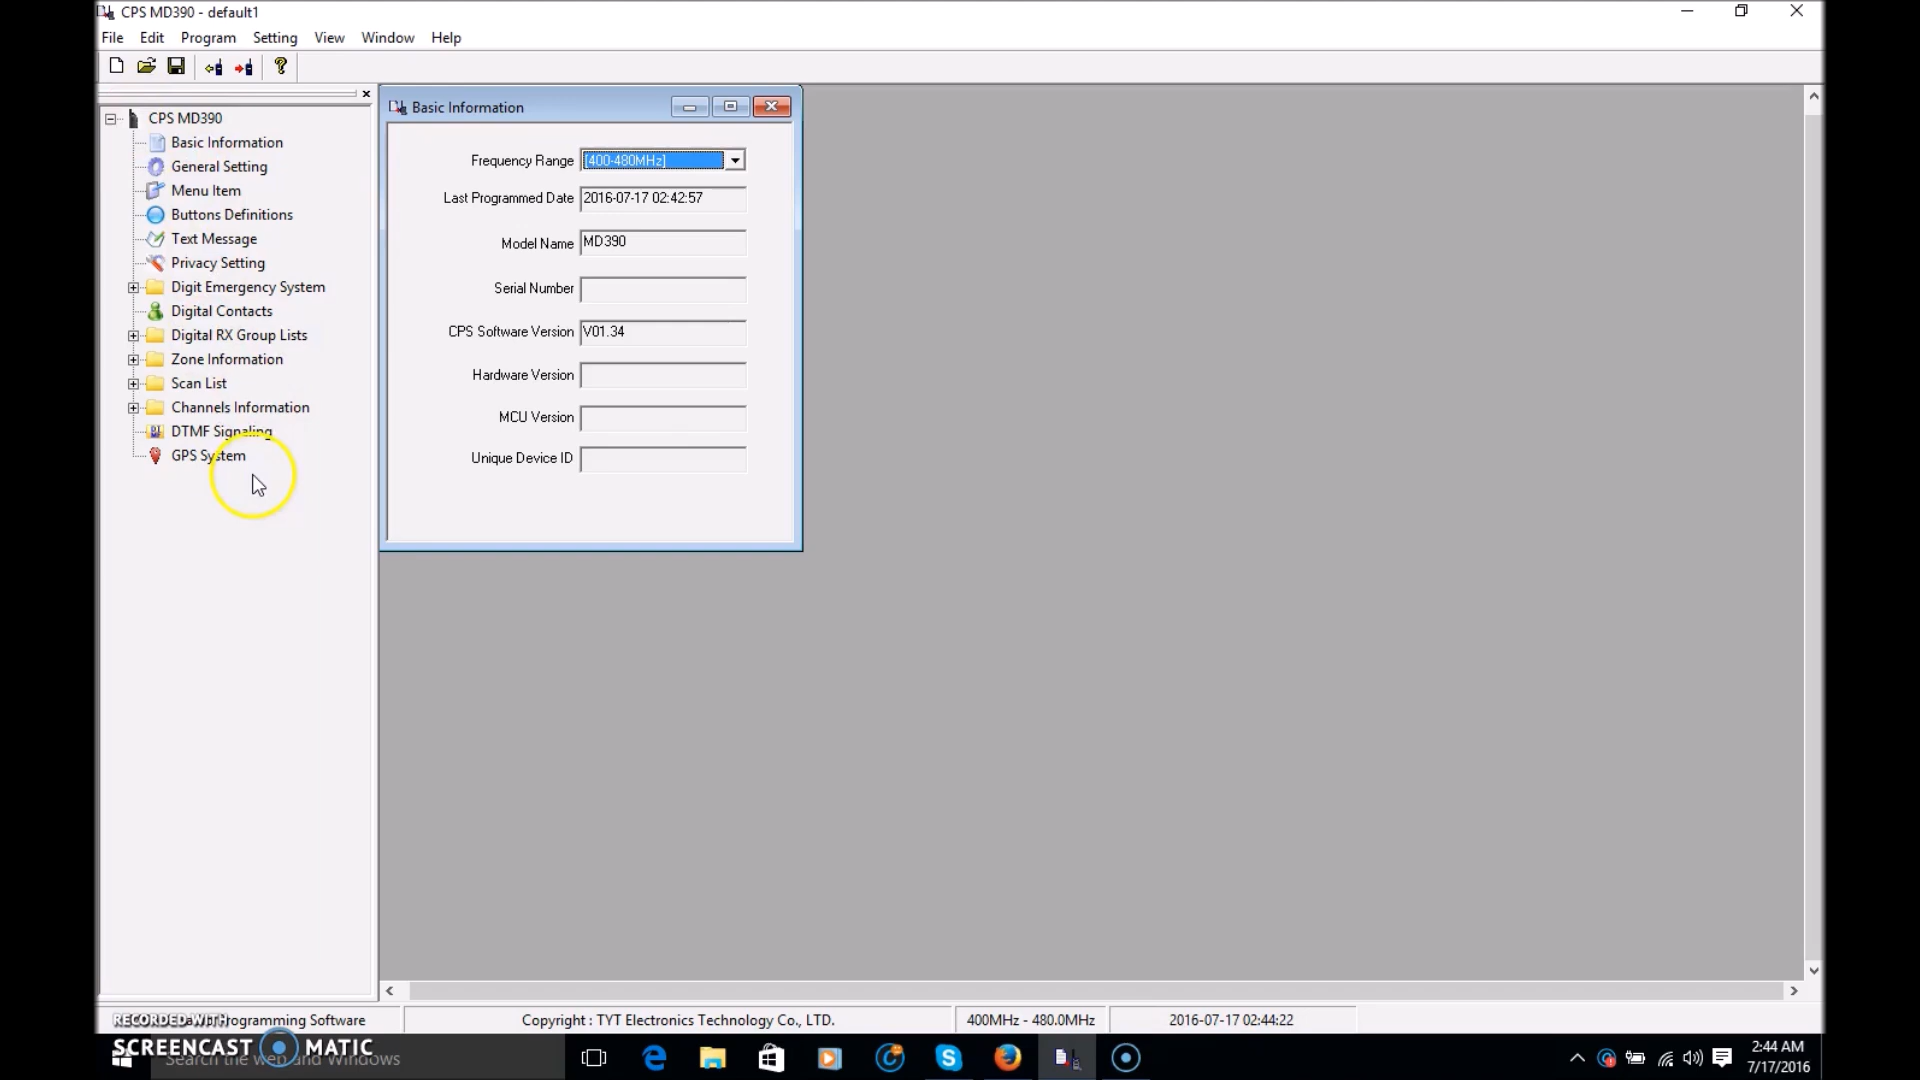 CPS MD390 - default1
File Edit Program Setting View Window Help
CPS MD390
Basic Information
General Setting
Menu Item
Buttons Definitions
Text Message
Privacy Setting
Digit Emergency System
Digital Contacts
Digital RX Group Lists
Zone Information
Scan List
Channels Information
DTMF Signaling
GPS System
Basic Information
Frequency Range [400-480MHz]
Last Programmed Date 2016-07-17 02:42:57
Model Name MD390
Serial Number
CPS Software Version V01.34
Hardware Version
MCU Version
Unique Device ID
RECORDED WITH Programming Software Copyright : TYT Electronics Technology Co., LTD. 400MHz - 480.0MHz 2016-07-17 02:44:22
SCREENCAST MATIC
Search the web and Windows
2:44 AM
7/17/2016